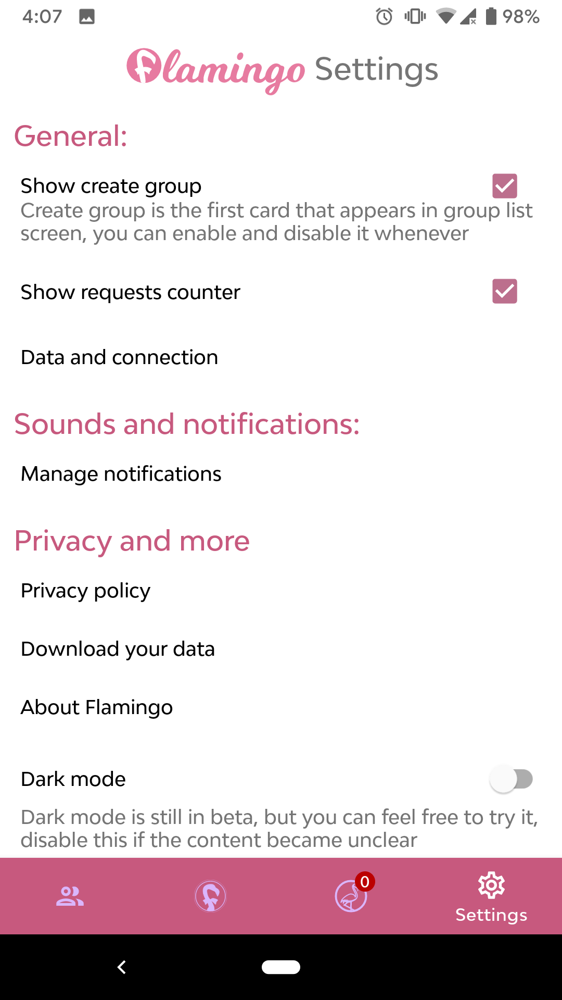 4:07 98%
Flamingo Settings
General:
Show create group
Create group is the first card that appears in group list
screen, you can enable and disable it whenever
Show requests counter
Data and connection
Sounds and notifications:
Manage notifications
Privacy and more
Privacy policy
Download your data
About Flamingo
Dark mode
Dark mode is still in beta, but you can feel free to try it,
disable this if the content became unclear
0
Settings